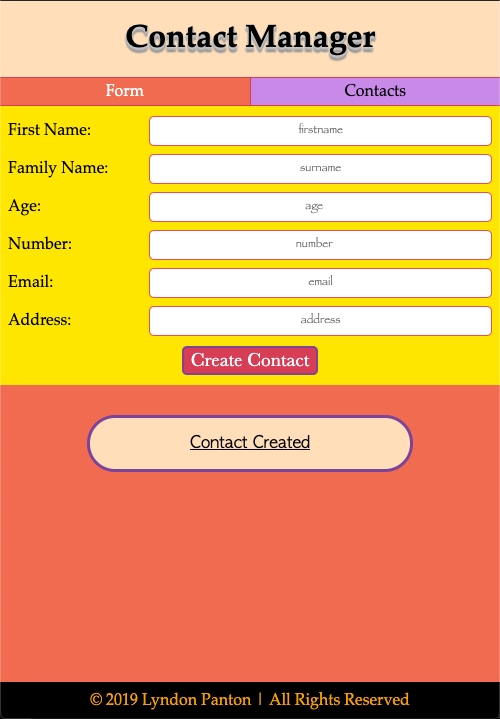 Contact Manager
Form Contacts
First Name: firstname
Family Name: surname
Age: age
Number: number
Email: email
Address: address
Create Contact
Contact Created
© 2019 Lyndon Panton | All Rights Reserved